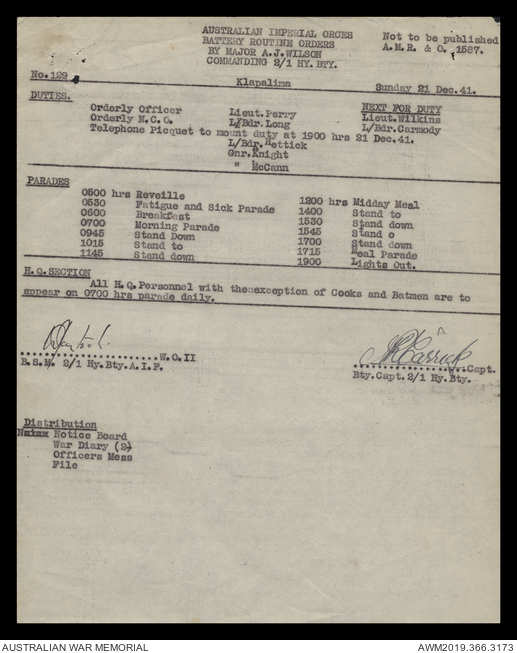 AUSTRALIAN IMPERIAL ORCES
BATTERY ROUTINE ORDERS
BY MAJOR A.J.WILSON
COMMANDING 2/1 HY.BTY.
Not to be published
A.M.R. & O. 1587.
No.129 Klapalima Sunday 21 Dec.41.
DUTIES. NEXT FOR DUTY
Orderly Officer Lieut.Perry Lieut.Wilkins
Orderly N.C.O. L/Bdr.Long L/Bdr.Carmody
Telephone Picquet to mount duty at 1900 hrs 21 Dec.41.
L/Bdr.Hettick
Gnr.Knight
" McCann
PARADES
0500 hrs Reveille
0530 Fatigue and Sick Parade
0600 Breakfast
0700 Morning Parade
0945 Stand Down
1015 Stand to
1145 Stand down
1200 hrs Midday Meal
1400 Stand to
1530 Stand down
1545 Stand o
1700 Stand down
1715 Meal Parade
1900 Lights Out.
H.Q.SECTION
All H.Q.Personnel with the exception of Cooks and Batmen are to
appear on 0700 hrs parade daily.
W.O.II
B.S.M. 2/1 Hy.Bty.A.I.F.
Capt.
Bty.Capt.2/1 Hy.Bty.
Distribution
Notice Board
War Diary (2)
Officers Mess
File
AUSTRALIAN WAR MEMORIAL AWM2019.366.3173